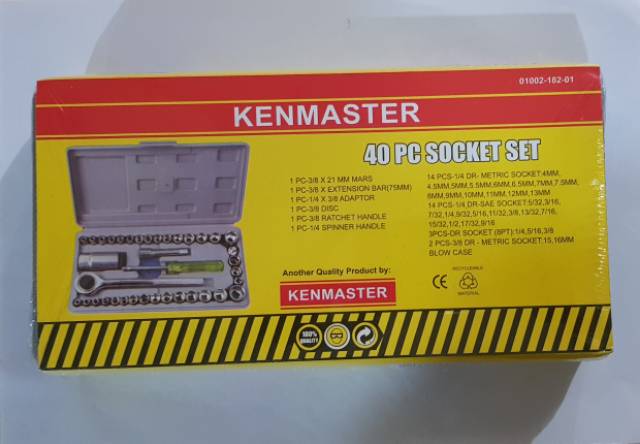 01002-182-01
KENMASTER
40 PC SOCKET SET
1 PC-3/8 X 21 MM MARS
1 PC-3/8 X EXTENSION BAR(75MM)
1 PC-1/4 X 3/8 ADAPTOR
1 PC-3/8 DISC
1 PC-3/8 RATCHET HANDLE
1 PC-1/4 SPINNER HANDLE
14 PCS-1/4 DR- METRIC SOCKET:4MM,
4.5MM,5MM,5.5MM,6MM,6.5MM,7MM,7.5MM,
8MM,9MM,10MM,11MM,12MM,13MM
14 PCS-1/4 DR-SAE SOCKET:5/32,3/16,
7/32,1/4,9/32,5/16,11/32,3/8,13/32,7/16,
15/32,1/2,17/32,9/16
3PCS-DR SOCKET (8PT):1/4,5/16,3/8
2 PCS-3/8 DR - METRIC SOCKET:15,16MM
BLOW CASE
Another Quality Product by:
KENMASTER
CE
RECYCLEABLE
MATERIAL
100%
QUALITY